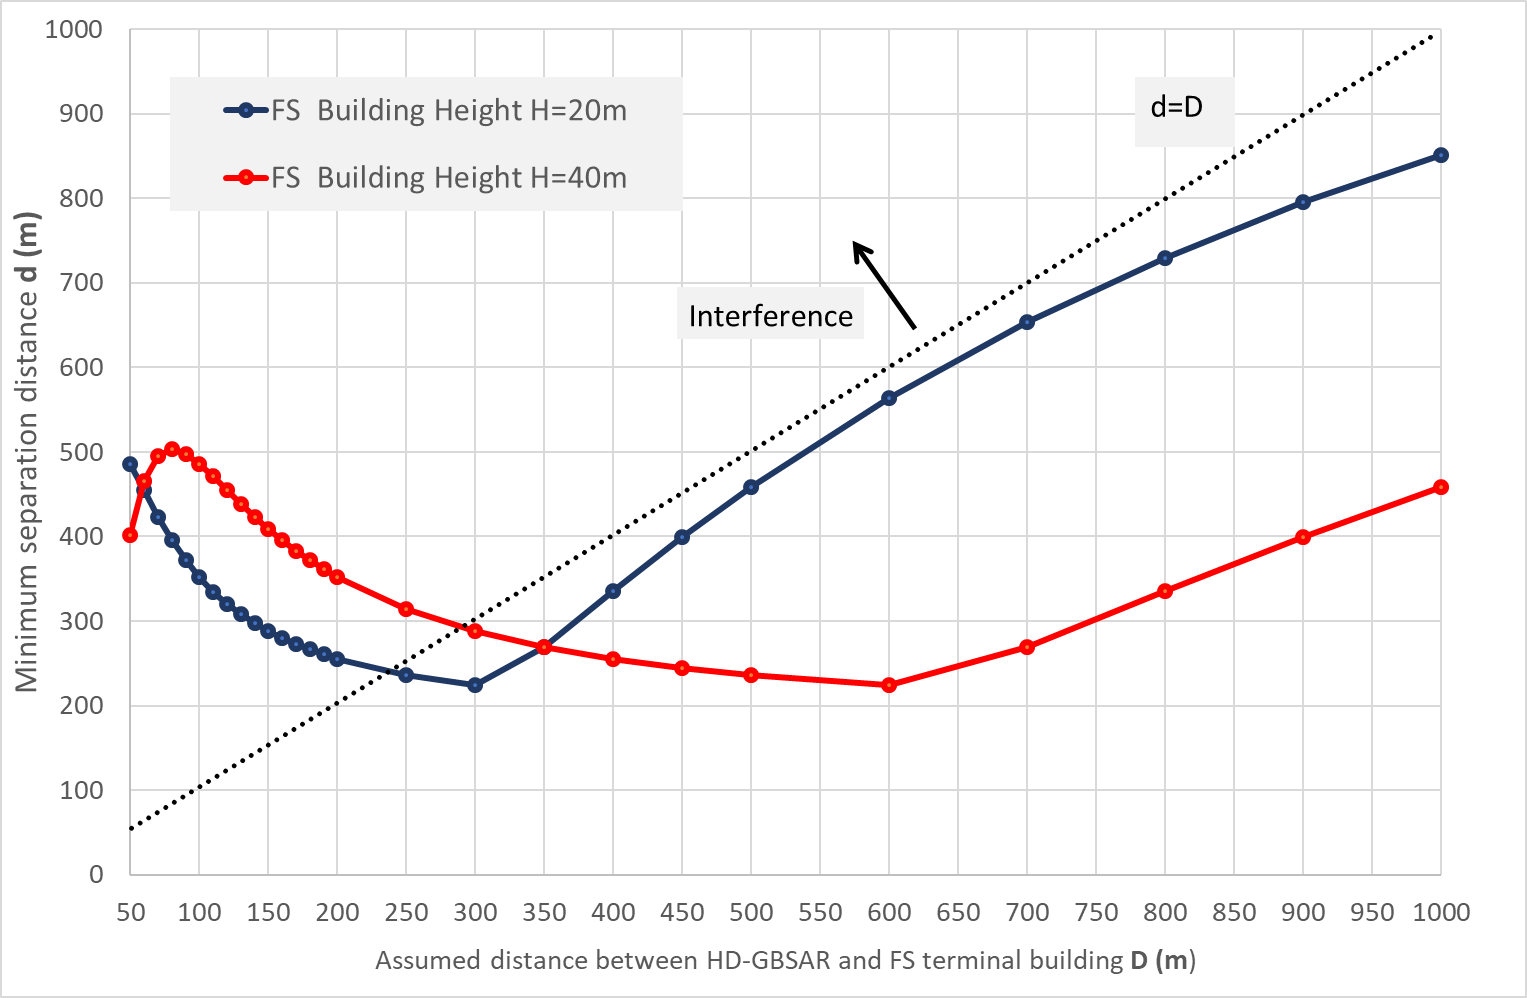 1000
900
800
700
600
500
400
300
200
100
0
Minimum separation distance d (m)
FS  Building Height H=20m
FS  Building Height H=40m
d=D
Interference
50 100 150 200 250 300 350 400 450 500 550 600 650 700 750 800 850 900 950 1000
Assumed distance between HD-GBSAR and FS terminal building D (m)